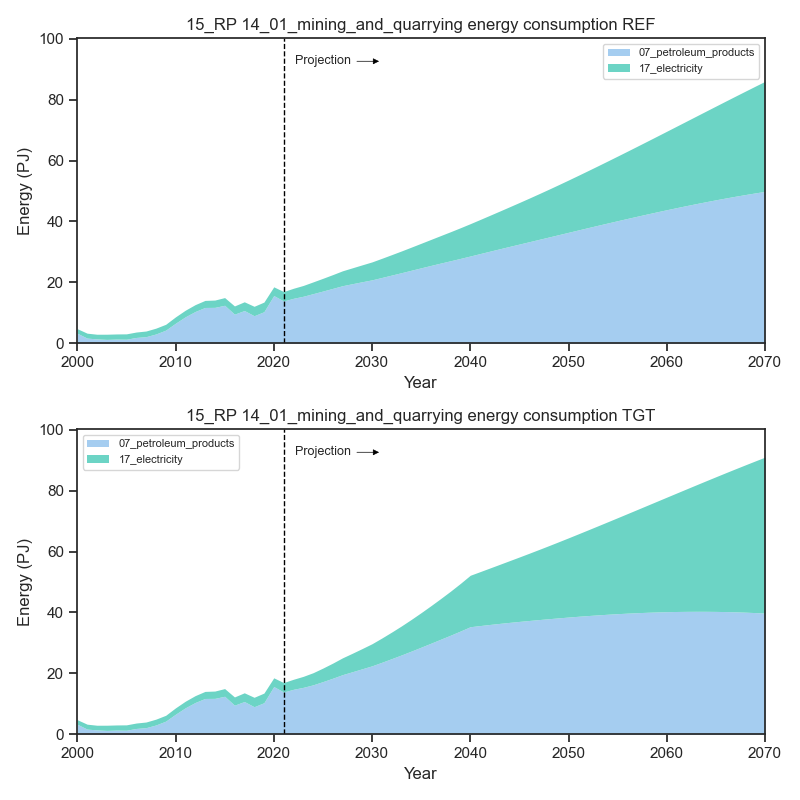 15_RP 14_01_mining_and_quarrying energy consumption REF
100
80
60
40
20
0
Energy (PJ)
Projection
07_petroleum_products
17_electricity
2000 2010 2020 2030 2040 2050 2060 2070
Year
15_RP 14_01_mining_and_quarrying energy consumption TGT
100
80
60
40
20
0
Energy (PJ)
07_petroleum_products
17_electricity
Projection
2000 2010 2020 2030 2040 2050 2060 2070
Year